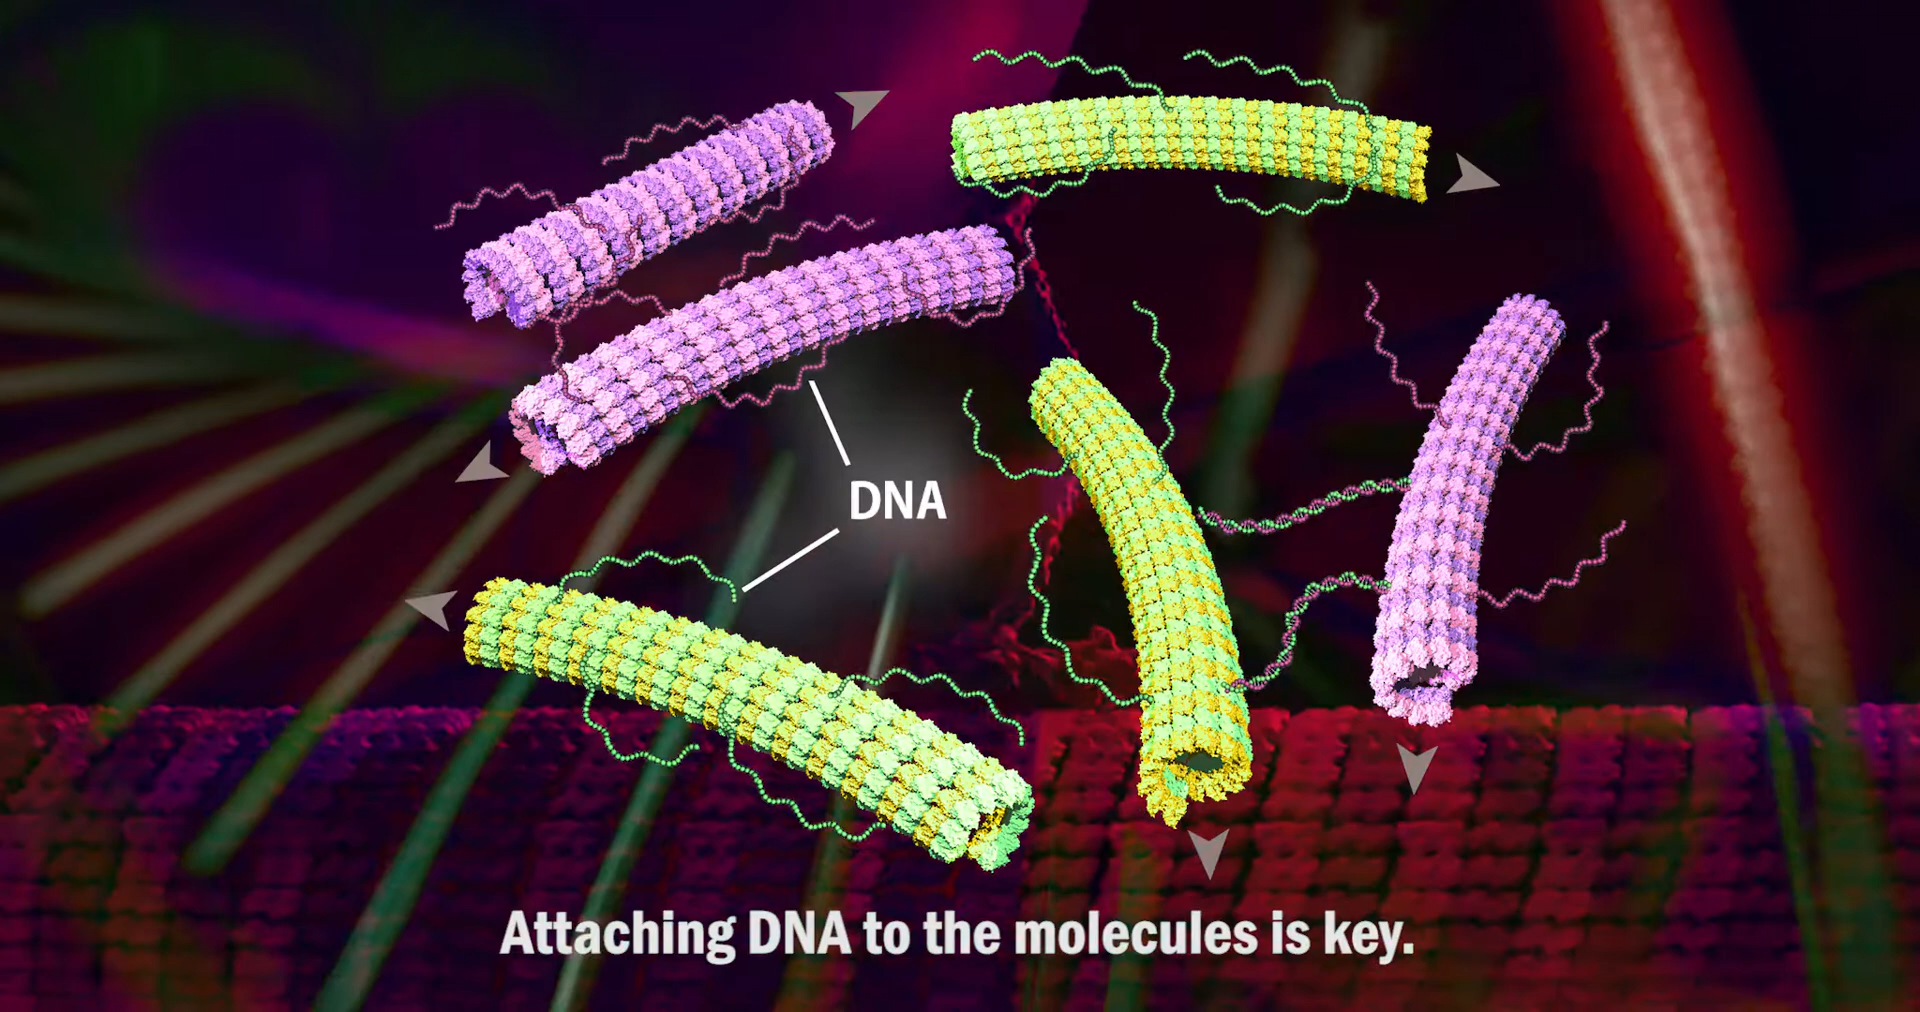 DNA
Attaching DNA to the molecules is key.